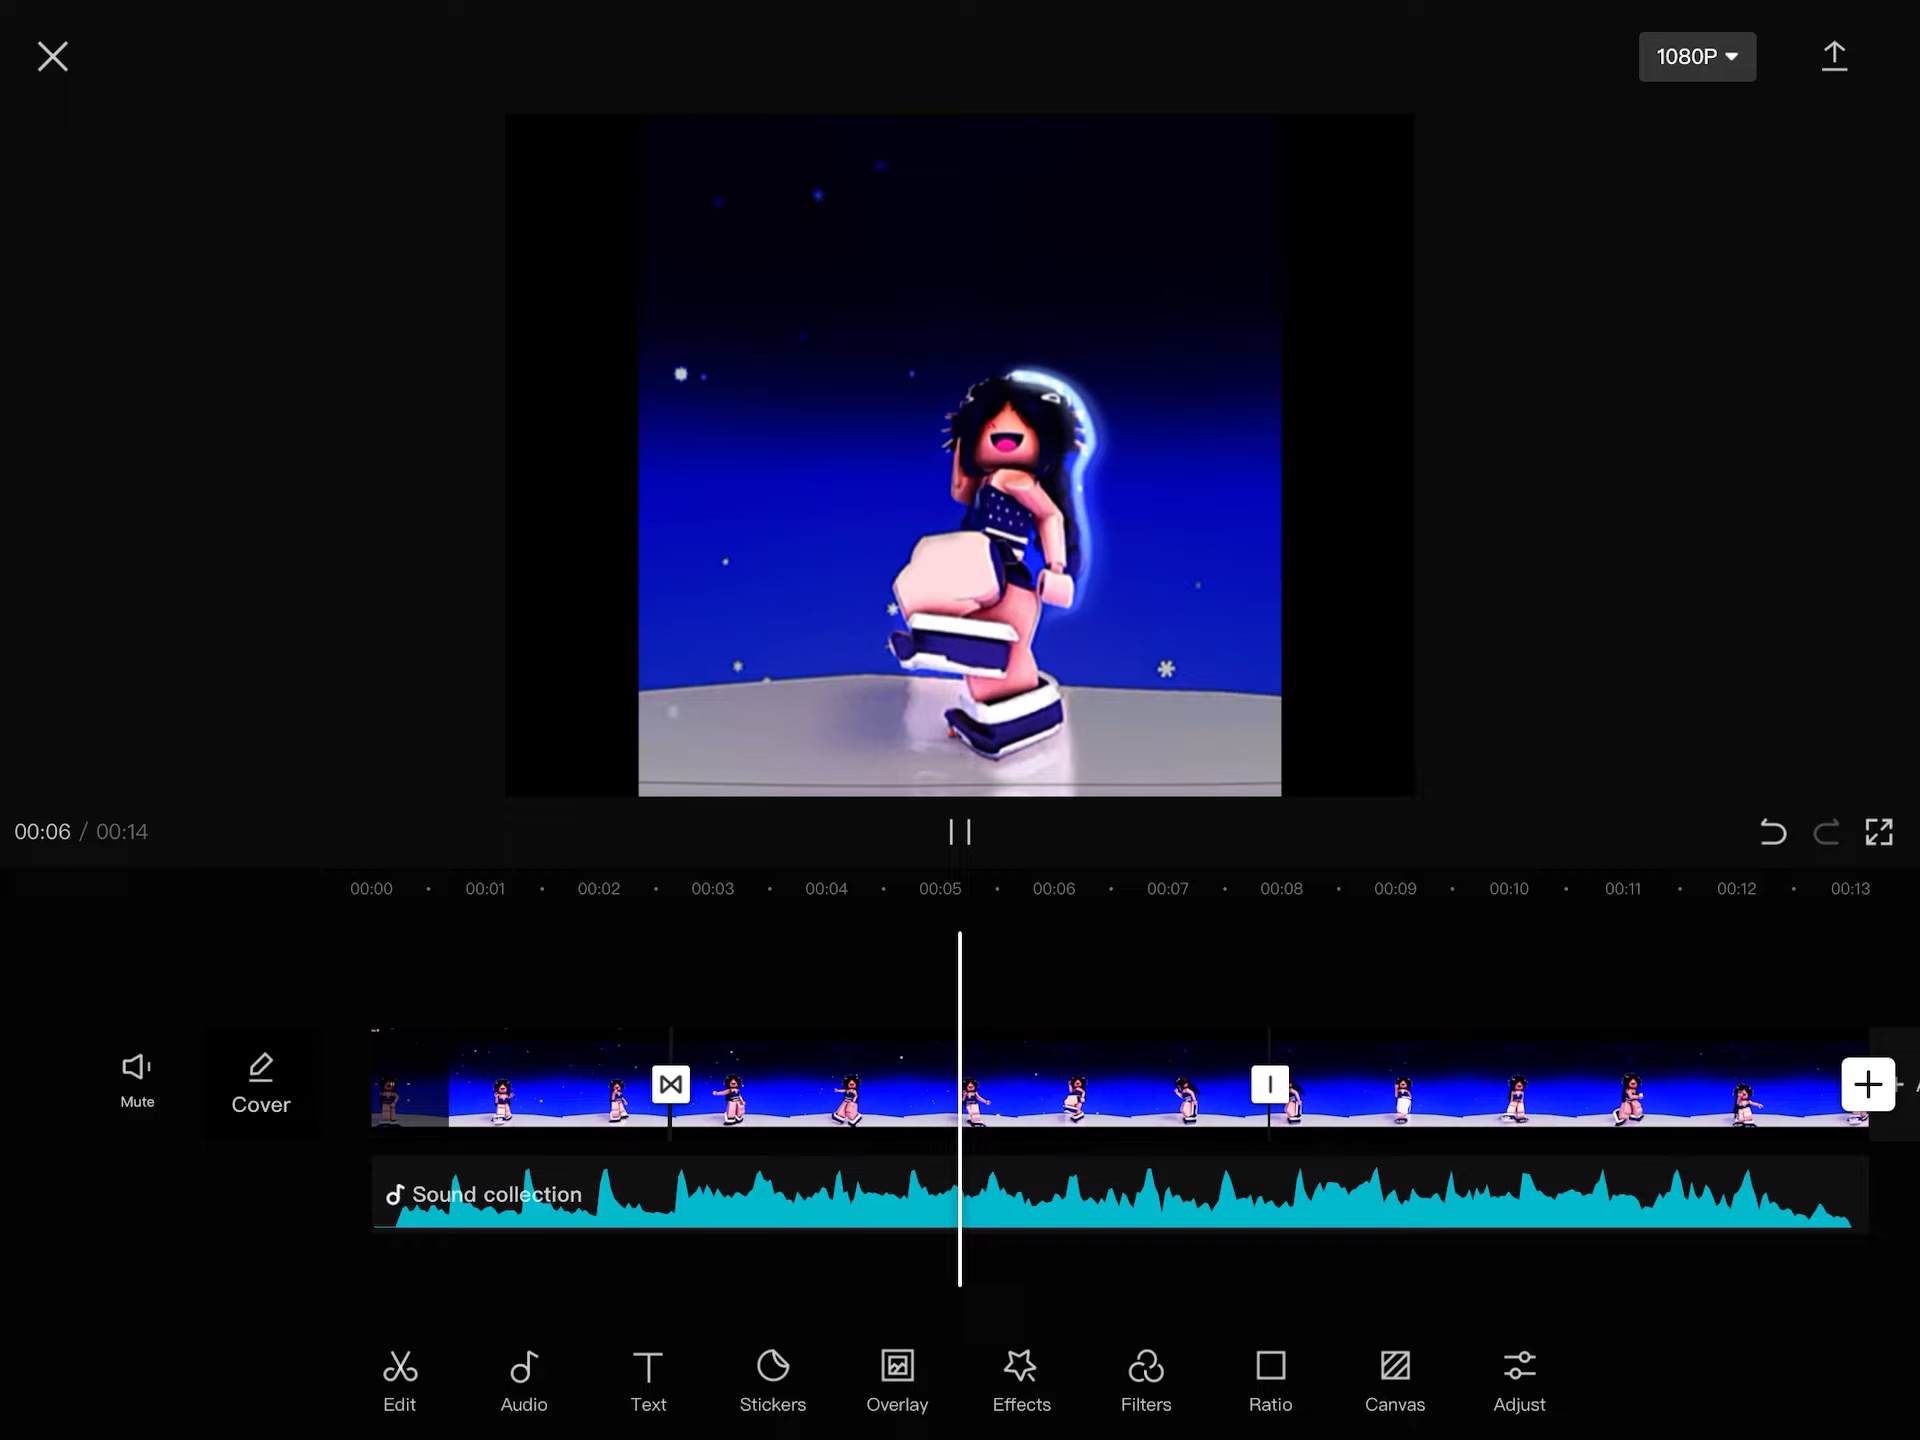 1080P
00:06 / 00:14
00:00 00:01 00:02 00:03 00:04 00:05 00:06 00:07 00:08 00:09 00:10 00:11 00:12 00:13
Mute
Cover
Sound collection
Edit Audio Text Stickers Overlay Effects Filters Ratio Canvas Adjust